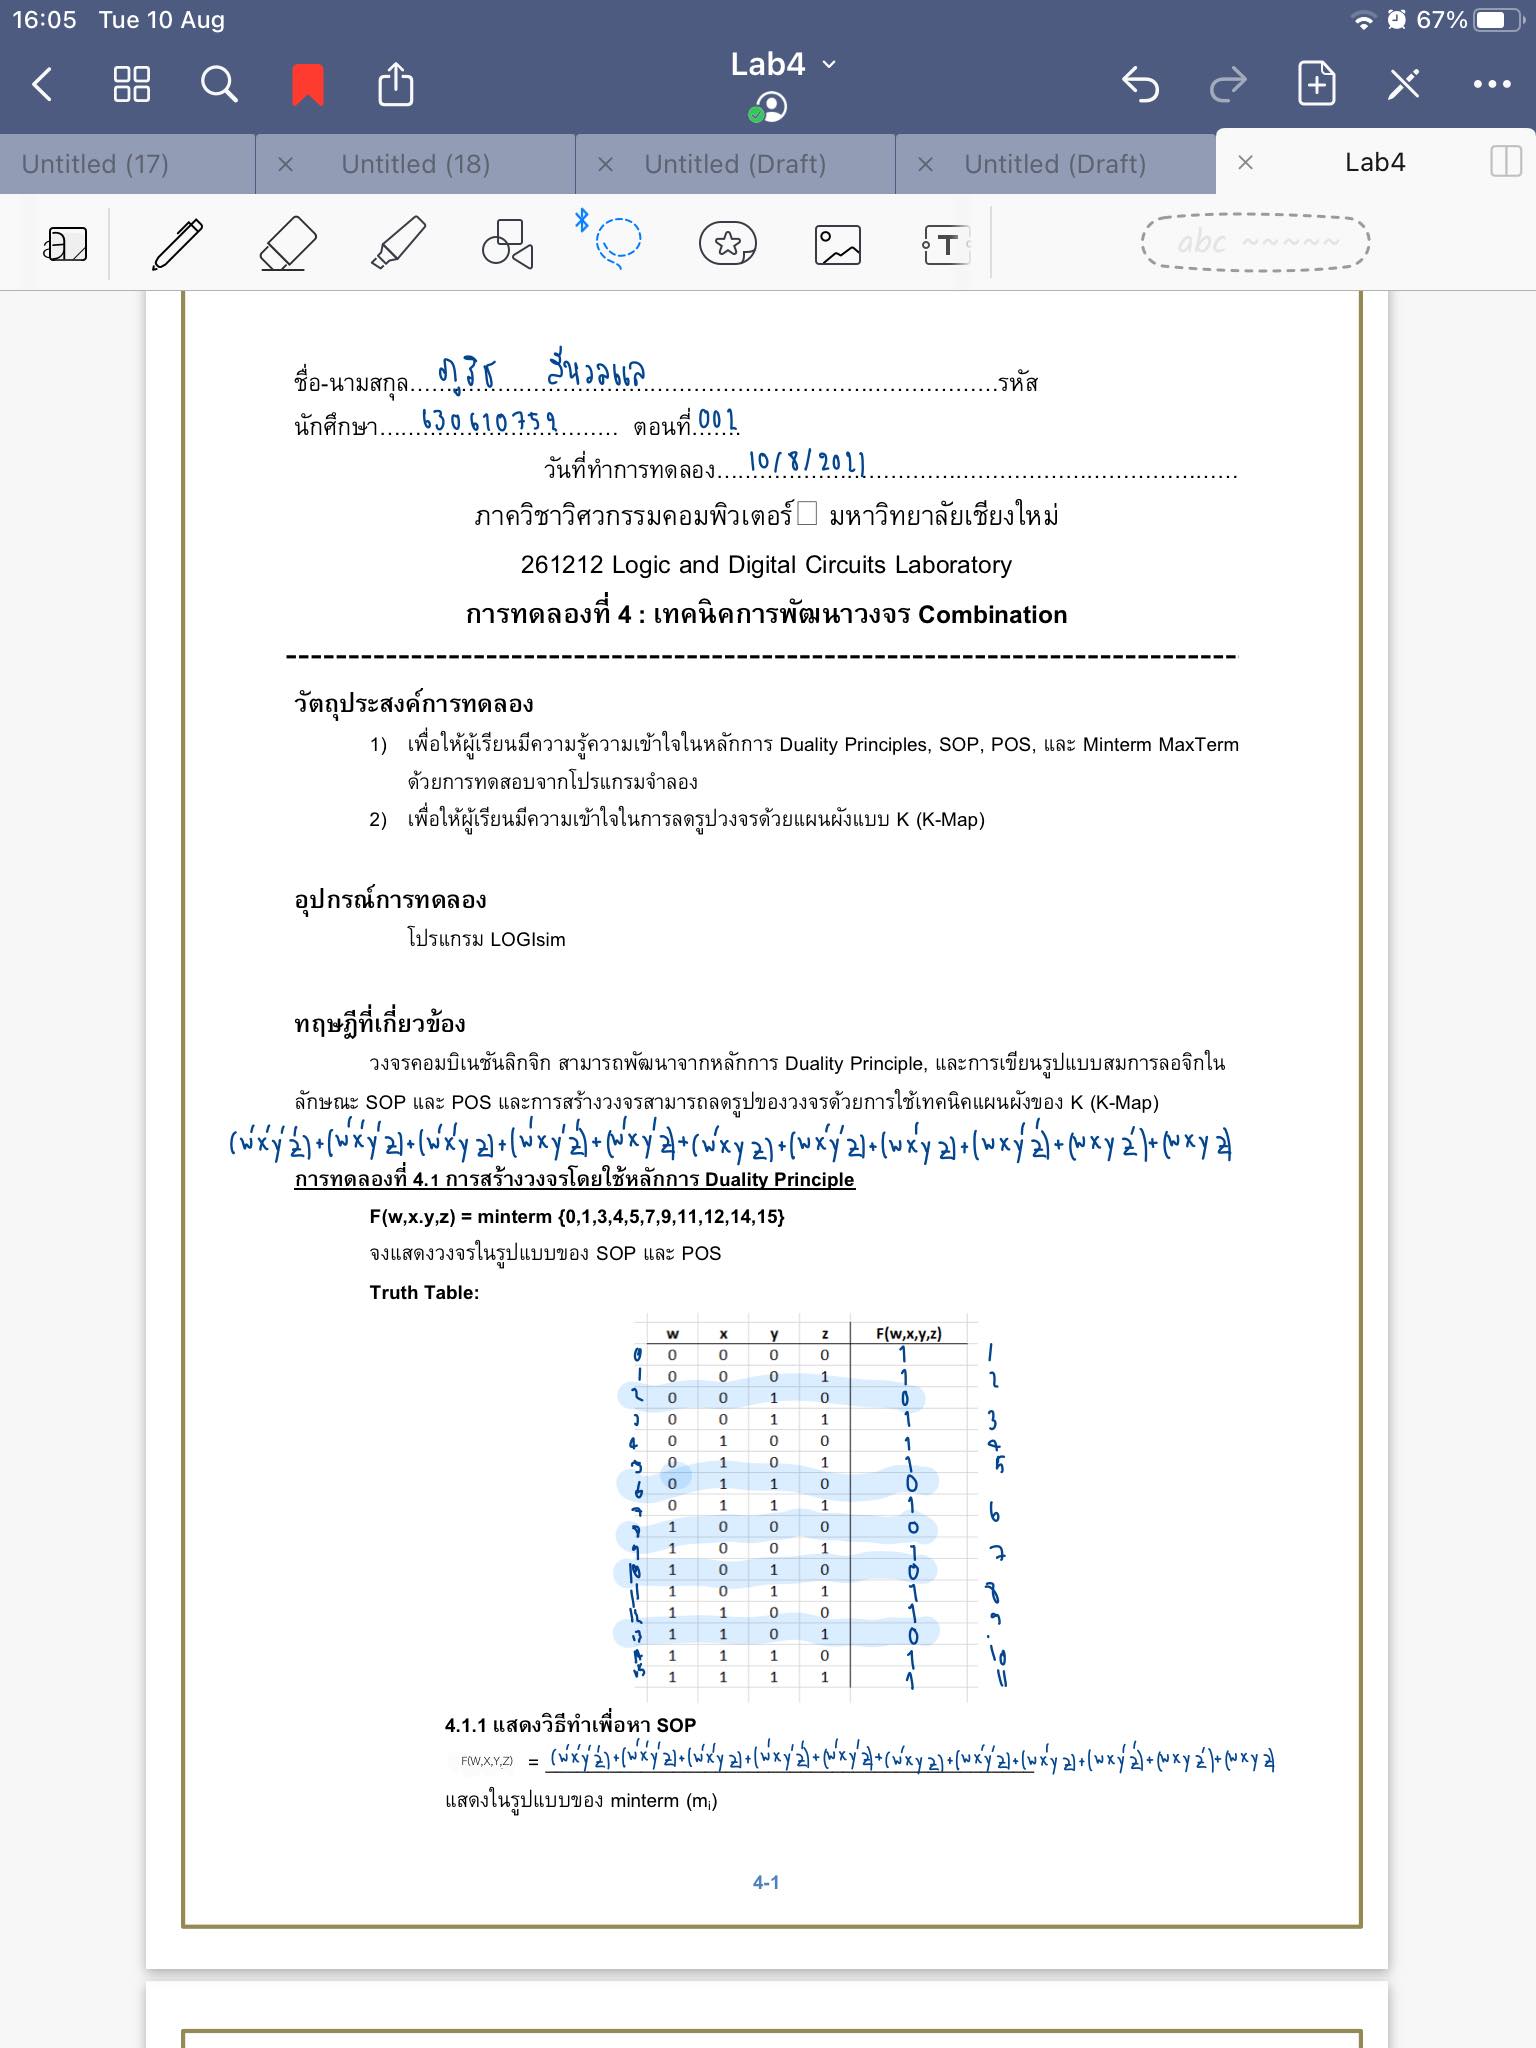 16:05 Tue 10 Aug 67%
Lab4
Untitled (17) Untitled (18) Untitled (Draft) Untitled (Draft) Lab4
abc ~~~~~
ชื่อ-นามสกุล ภูริช สีหวลแล รหัส
นักศึกษา 630610759 ตอนที่ 001
วันที่ทำการทดลอง 10/8/2021
ภาควิชาวิศวกรรมคอมพิวเตอร์ มหาวิทยาลัยเชียงใหม่
261212 Logic and Digital Circuits Laboratory
การทดลองที่ 4 : เทคนิคการพัฒนาวงจร Combination
วัตถุประสงค์การทดลอง
1) เพื่อให้ผู้เรียนมีความรู้ความเข้าใจในหลักการ Duality Principles, SOP, POS, และ Minterm MaxTerm
ด้วยการทดสอบจากโปรแกรมจำลอง
2) เพื่อให้ผู้เรียนมีความเข้าใจในการลดรูปวงจรด้วยแผนผังแบบ K (K-Map)
อุปกรณ์การทดลอง
โปรแกรม LOGIsim
ทฤษฎีที่เกี่ยวข้อง
วงจรคอมบิเนชันลิกจิก สามารถพัฒนาจากหลักการ Duality Principle, และการเขียนรูปแบบสมการลอจิกใน
ลักษณะ SOP และ POS และการสร้างวงจรสามารถลดรูปของวงจรด้วยการใช้เทคนิคแผนผังของ K (K-Map)
(w'x'y'z')+(w'x'y'z)+(w'x'yz)+(w'xy'z')+(w'xy'z)+(w'xyz)+(wx'y'z)+(wx'yz)+(wxy'z')+(wxyz')+(wxyz)
การทดลองที่ 4.1 การสร้างวงจรโดยใช้หลักการ Duality Principle
F(w,x.y,z) = minterm {0,1,3,4,5,7,9,11,12,14,15}
จงแสดงวงจรในรูปแบบของ SOP และ POS
Truth Table:
w x y z F(w,x,y,z)
0 0 0 0 0 1 1
1 0 0 0 1 1 2
2 0 0 1 0 0
3 0 0 1 1 1 3
4 0 1 0 0 1 4
5 0 1 0 1 1 5
6 0 1 1 0 0
7 0 1 1 1 1 6
8 1 0 0 0 0
9 1 0 0 1 1 7
10 1 0 1 0 0
11 1 0 1 1 1 8
12 1 1 0 0 1 9
13 1 1 0 1 0
14 1 1 1 0 1 10
15 1 1 1 1 1 11
4.1.1 แสดงวิธีทำเพื่อหา SOP
F(W,X,Y,Z) = (w'x'y'z')+(w'x'y'z)+(w'x'yz)+(w'xy'z')+(w'xy'z)+(w'xyz)+(wx'y'z)+(wx'yz)+(wxy'z')+(wxyz')+(wxyz)
แสดงในรูปแบบของ minterm (mi)
4-1